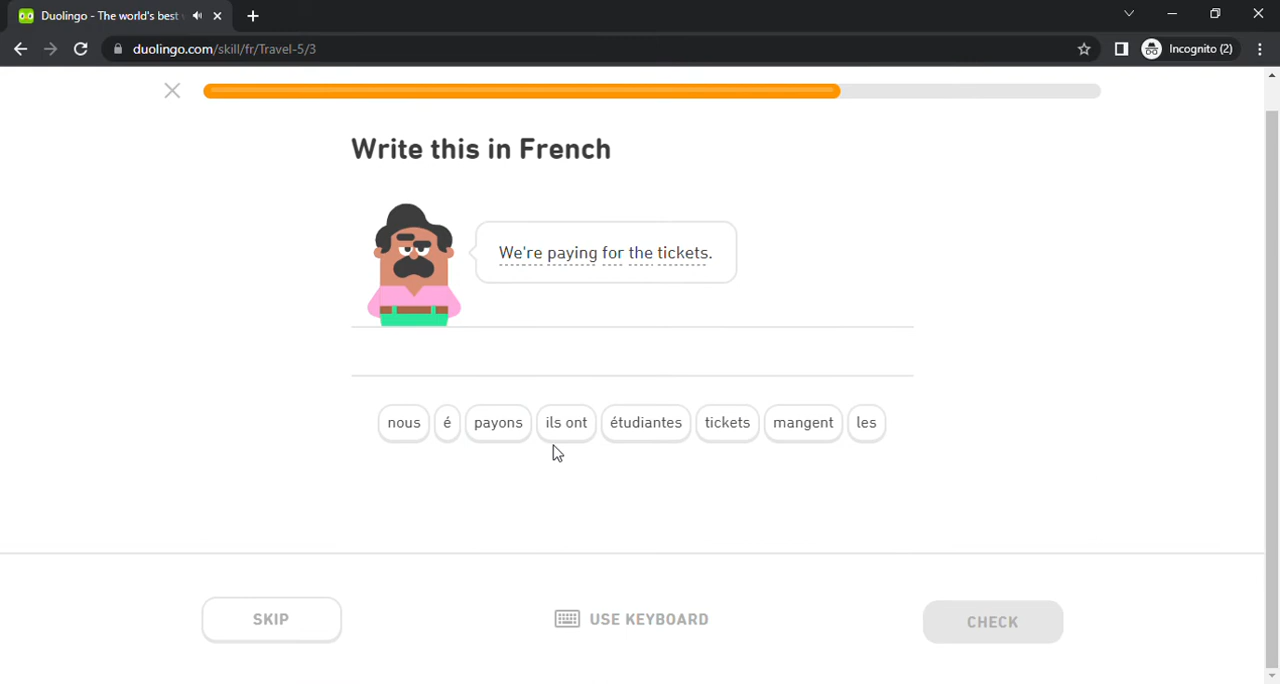 Duolingo - The world's best
duolingo.com/skill/fr/Travel-5/3
Incognito (2)
Write this in French
We're paying for the tickets.
nous é payons ils ont étudiantes tickets mangent les
SKIP USE KEYBOARD CHECK